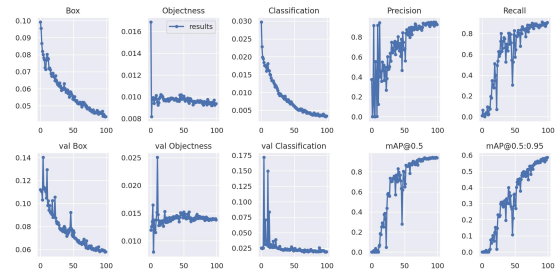 Box
Objectness
Classification
Precision
Recall
0.10
0.09
0.08
0.07
0.06
0.05
0 50 100
0.016
0.014
0.012
0.010
0.008
results
0 50 100
0.030
0.025
0.020
0.015
0.010
0.005
0 50 100
0.8
0.6
0.4
0.2
0.0
0 50 100
0.8
0.6
0.4
0.2
0.0
0 50 100
val Box
val Objectness
val Classification
mAP@0.5
mAP@0.5:0.95
0.14
0.12
0.10
0.08
0.06
0 50 100
0.025
0.020
0.015
0.010
0 50 100
0.175
0.150
0.125
0.100
0.075
0.050
0.025
0 50 100
0.8
0.6
0.4
0.2
0.0
0 50 100
0.6
0.5
0.4
0.3
0.2
0.1
0.0
0 50 100